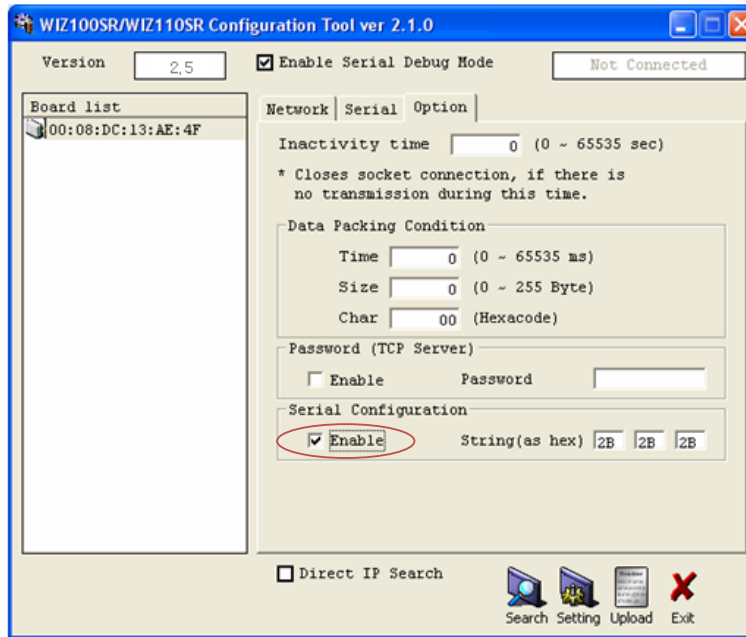 WIZ100SR/WIZ110SR Configuration Tool ver 2.1.0
Version 2,5 Enable Serial Debug Mode Not Connected
Board list
00:08:DC:13:AE:4F
Network Serial Option
Inactivity time 0 (0 ~ 65535 sec)
* Closes socket connection, if there is
no transmission during this time.
Data Packing Condition
Time 0 (0 ~ 65535 ms)
Size 0 (0 ~ 255 Byte)
Char 00 (Hexacode)
Password (TCP Server)
Enable Password
Serial Configuration
Enable String(as hex) 2B 2B 2B
Direct IP Search
Search Setting Upload Exit